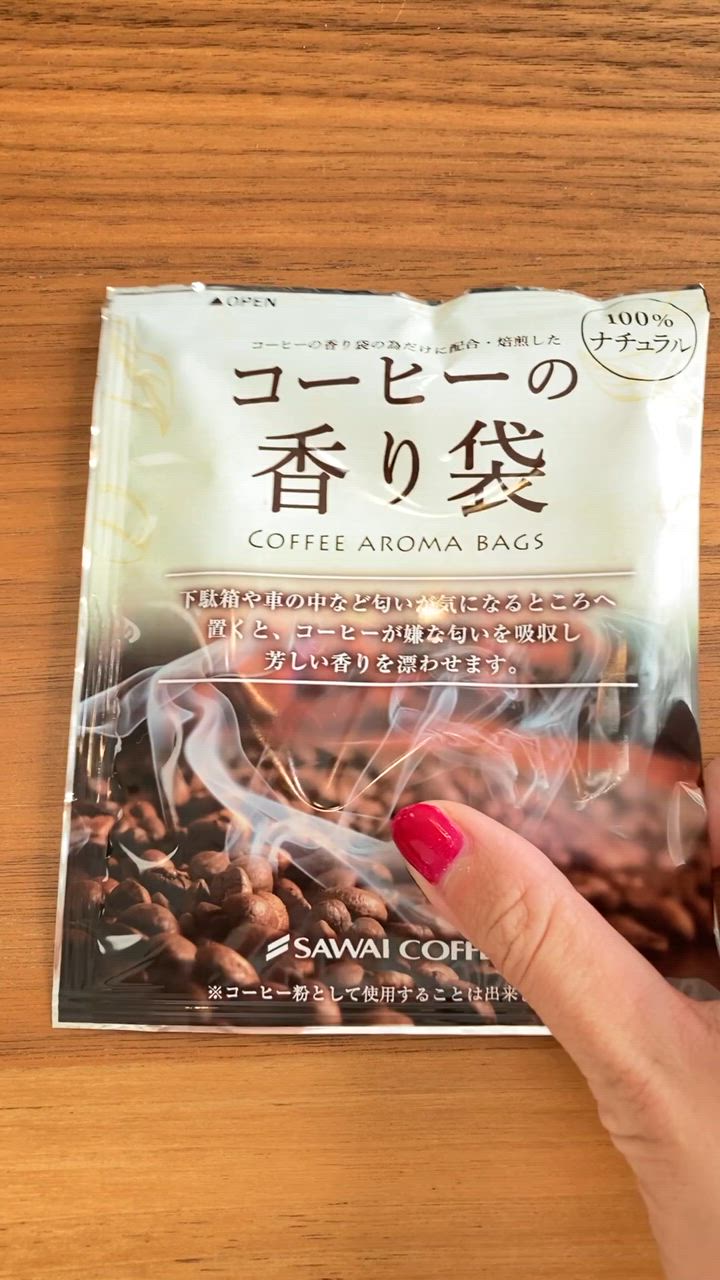 ▲OPEN
100%
ナチュラル
コーヒーの香り袋の為だけに配合・焙煎した
コーヒーの
香り袋
COFFEE AROMA BAGS
下駄箱や車の中など匂いが気になるところへ
置くと、コーヒーが嫌な匂いを吸収し
芳しい香りを漂わせます。
SAWAI COFF
※コーヒー粉として使用することは出来